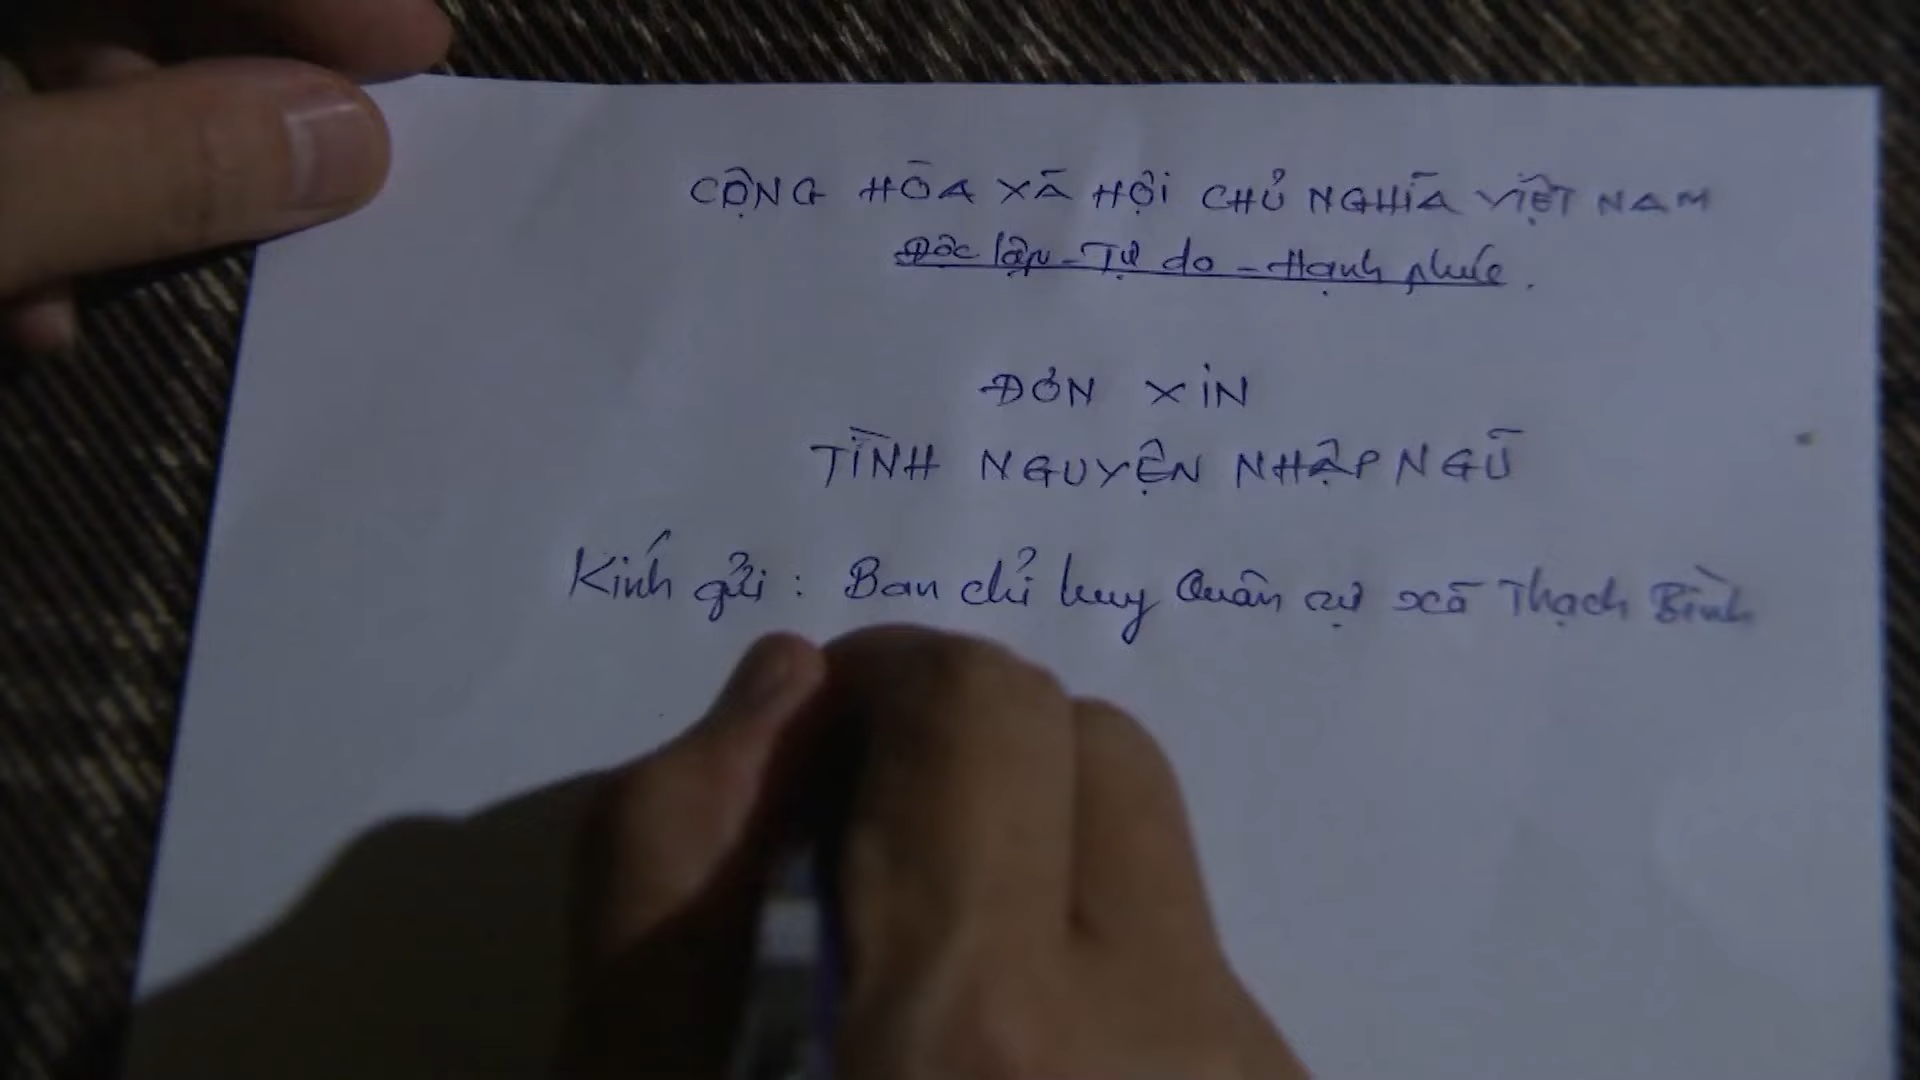 CỘNG HÒA XÃ HỘI CHỦ NGHĨA VIỆT NAM
Độc lập - Tự do - Hạnh phúc.
ĐƠN XIN
TÌNH NGUYỆN NHẬP NGŨ
Kính gửi: Ban chỉ huy Quân sự xã Thạch Bình